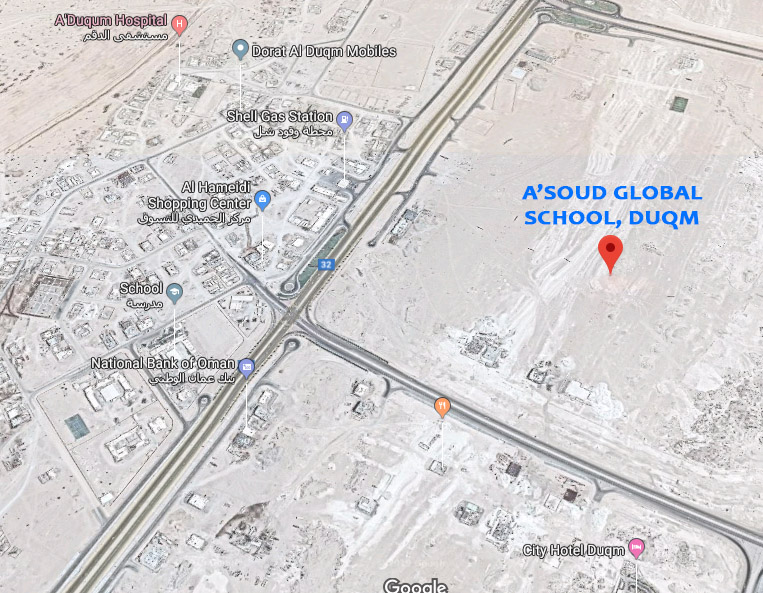 A'Duqum Hospital
مستشفى الدقم
Dorat Al Duqm Mobiles
Shell Gas Station
محطة وقود شل
A’SOUD GLOBAL
SCHOOL, DUQM
Al Hameidi
Shopping Center
مركز الحميدي للتسوق
32
School
مدرسة
National Bank of Oman
بنك عمان الوطني
City Hotel Duqm
Google